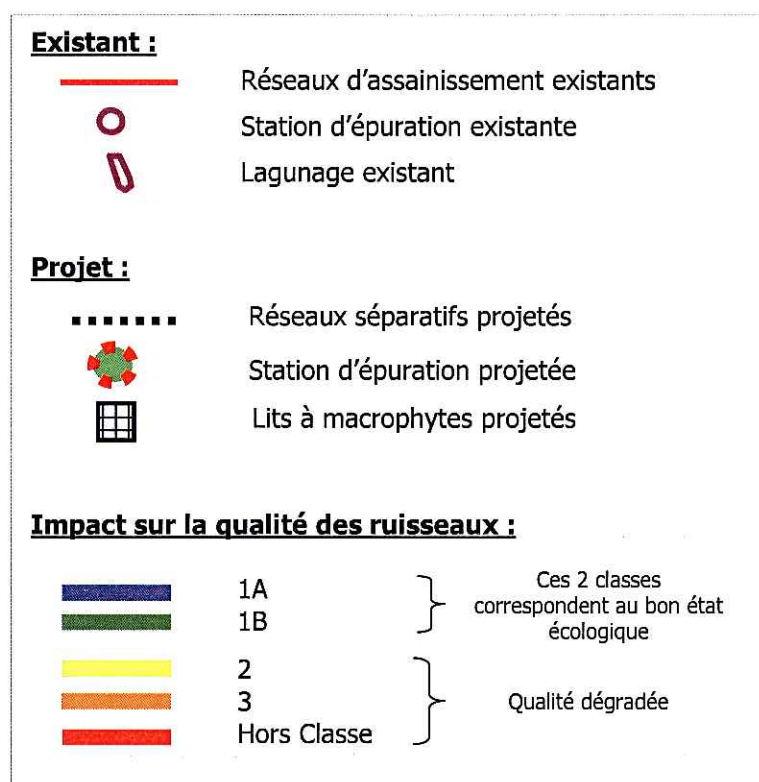 Existant :
Réseaux d'assainissement existants
Station d'épuration existante
Lagunage existant
Projet :
Réseaux séparatifs projetés
Station d'épuration projetée
Lits à macrophytes projetés
Impact sur la qualité des ruisseaux :
1A
1B
Ces 2 classes
correspondent au bon état
écologique
2
3
Hors Classe
Qualité dégradée